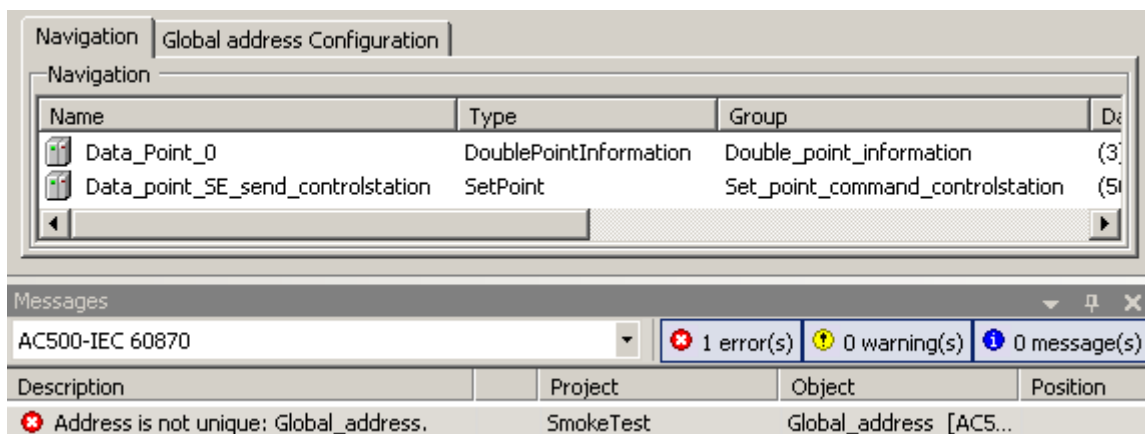 Navigation Global address Configuration
Navigation
Name Type Group
Data_Point_0 DoublePointInformation Double_point_information (3)
Data_point_SE_send_controlstation SetPoint Set_point_command_controlstation
Messages
AC500-IEC 60870 1 error(s) 0 warning(s) 0 message(s)
Description Project Object Position
Address is not unique: Global_address. SmokeTest Global_address [AC5...